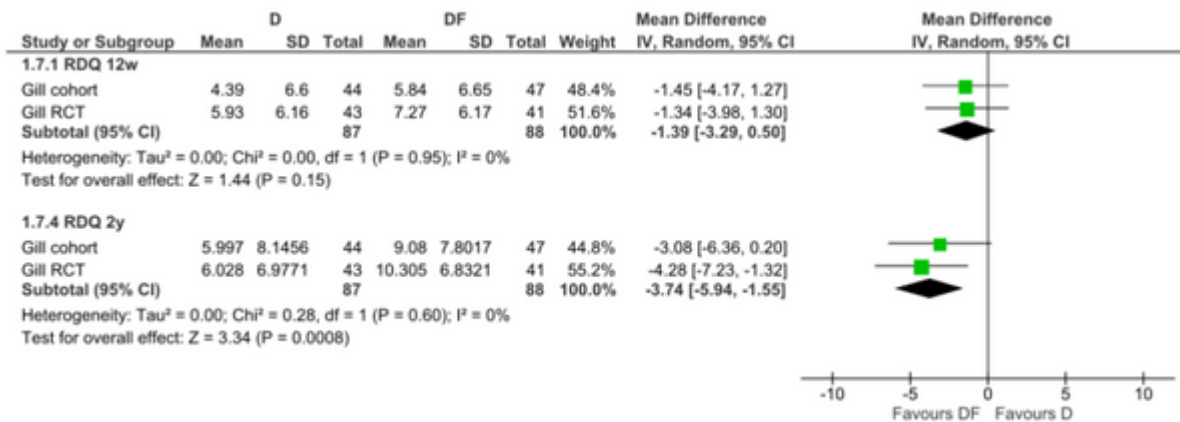 D DF Mean Difference Mean Difference
Study or Subgroup Mean SD Total Mean SD Total Weight IV, Random, 95% CI IV, Random, 95% CI
1.7.1 RDQ 12w
Gill cohort 4.39 6.6 44 5.84 6.65 47 48.4% -1.45 [-4.17, 1.27]
Gill RCT 5.93 6.16 43 7.27 6.17 41 51.6% -1.34 [-3.98, 1.30]
Subtotal (95% CI) 87 88 100.0% -1.39 [-3.29, 0.50]
Heterogeneity: Tau² = 0.00; Chi² = 0.00, df = 1 (P = 0.95); I² = 0%
Test for overall effect: Z = 1.44 (P = 0.15)
1.7.4 RDQ 2y
Gill cohort 5.997 8.1456 44 9.08 7.8017 47 44.8% -3.08 [-6.36, 0.20]
Gill RCT 6.028 6.9771 43 10.305 6.8321 41 55.2% -4.28 [-7.23, -1.32]
Subtotal (95% CI) 87 88 100.0% -3.74 [-5.94, -1.55]
Heterogeneity: Tau² = 0.00; Chi² = 0.28, df = 1 (P = 0.60); I² = 0%
Test for overall effect: Z = 3.34 (P = 0.0008)
-10 -5 0 5 10
Favours DF Favours D